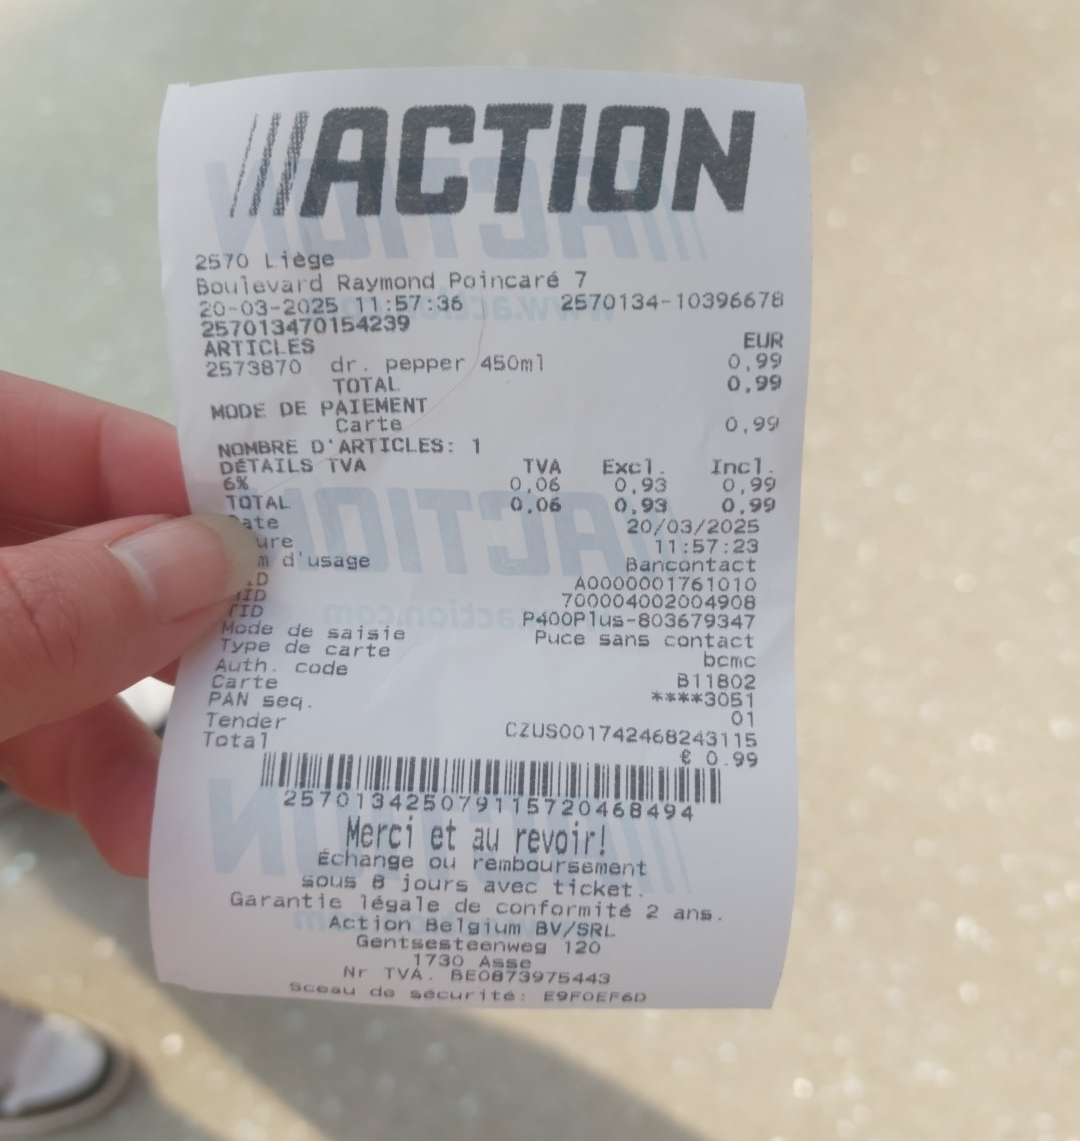 ACTION
2570 Liège
Boulevard Raymond Poincaré 7
20-03-2025 11:57:36 2570134-10396678
257013470154239
ARTICLES EUR
2573870 dr. pepper 450ml 0,99
TOTAL 0,99
MODE DE PAIEMENT
Carte 0,99
NOMBRE D'ARTICLES: 1
DÉTAILS TVA TVA Excl. Incl.
6% 0,06 0,93 0,99
TOTAL 0,06 0,93 0,99
ate 20/03/2025
ure 11:57:23
m d'usage Bancontact
ID A0000001761010
MID 700004002004908
TID P400Plus-803679347
Mode de saisie Puce sans contact
Type de carte bcmc
Auth. code B11802
Carte ****3051
PAN seq. 01
Tender CZUS001742468243115
Total € 0.99
257013425079115720468494
Merci et au revoir!
Échange ou remboursement
sous 8 jours avec ticket.
Garantie légale de conformité 2 ans.
Action Belgium BV/SRL
Gentsesteenweg 120
1730 Asse
Nr TVA. BE0873975443
Sceau de sécurité: E9F0EF6D